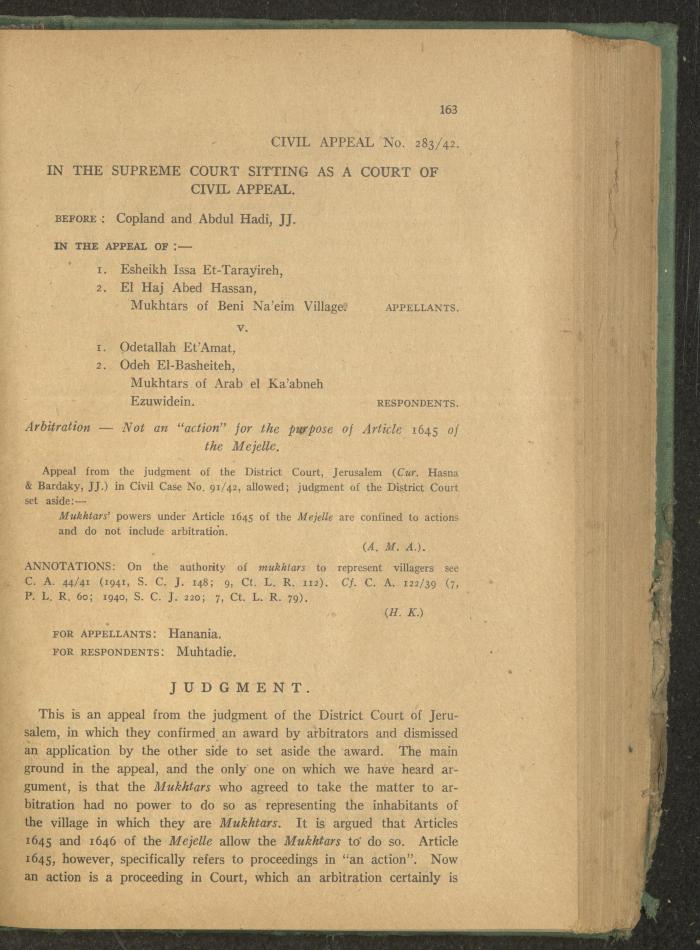 163
CIVIL APPEAL No. 283/42.
IN THE SUPREME COURT SITTING AS A COURT OF
CIVIL APPEAL.
BEFORE : Copland and Abdul Hadi, JJ.
IN THE APPEAL OF :—
1. Esheikh Issa Et-Tarayireh,
2. El Haj Abed Hassan,
Mukhtars of Beni Na'eim Village. APPELLANTS.
v.
1. Odetallah Et'Amat,
2. Odeh El-Basheiteh,
Mukhtars of Arab el Ka'abneh
Ezuwidein. RESPONDENTS.
Arbitration — Not an "action" for the purpose of Article 1645 of
the Mejelle.
Appeal from the judgment of the District Court, Jerusalem (Cur. Hasna
& Bardaky, JJ.) in Civil Case No. 91/42, allowed; judgment of the District Court
set aside:—
Mukhtars' powers under Article 1645 of the Mejelle are confined to actions
and do not include arbitration.
(A. M. A.).
ANNOTATIONS: On the authority of mukhtars to represent villagers see
C. A. 44/41 (1941, S. C. J. 148; 9, Ct. L. R. 112). Cf. C. A. 122/39 (7,
P. L. R. 60; 1940, S. C. J. 220; 7, Ct. L. R. 79).
(H. K.)
FOR APPELLANTS: Hanania.
FOR RESPONDENTS: Muhtadie.
JUDGMENT.
This is an appeal from the judgment of the District Court of Jeru-
salem, in which they confirmed an award by arbitrators and dismissed
an application by the other side to set aside the award. The main
ground in the appeal, and the only one on which we have heard ar-
gument, is that the Mukhtars who agreed to take the matter to ar-
bitration had no power to do so as representing the inhabitants of
the village in which they are Mukhtars. It is argued that Articles
1645 and 1646 of the Mejelle allow the Mukhtars to do so. Article
1645, however, specifically refers to proceedings in "an action". Now
an action is a proceeding in Court, which an arbitration certainly is